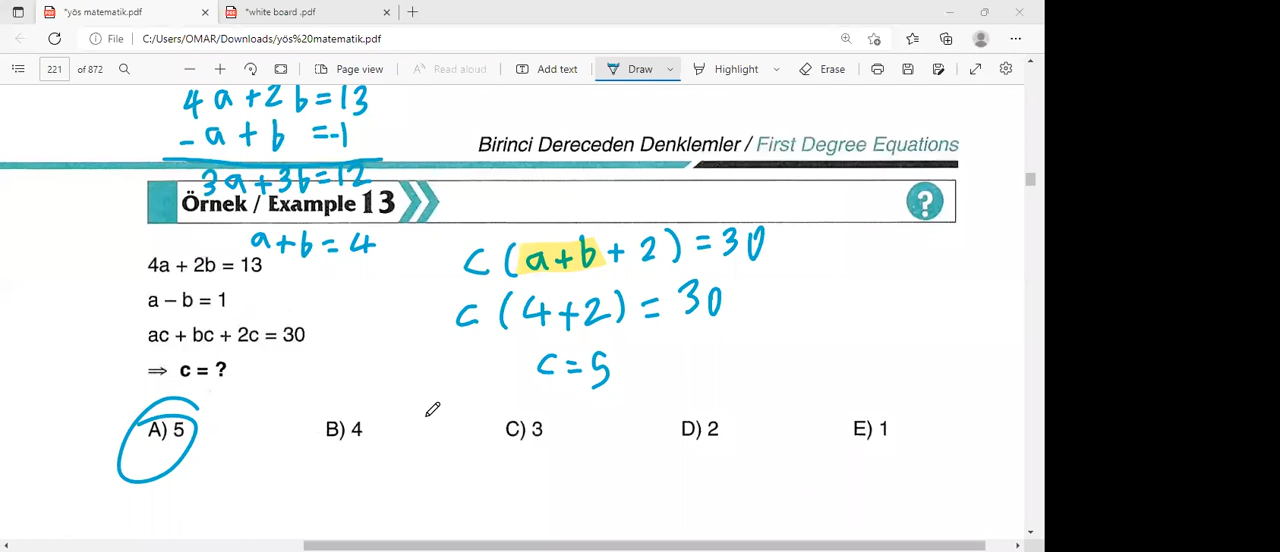 *yös matematik.pdf
*white board .pdf
File C:/Users/OMAR/Downloads/yös%20matematik.pdf
221 of 872 Page view Read aloud Add text Draw Highlight Erase
4a+2b=13
-a+b=-1
3a+3b=12
Birinci Dereceden Denklemler / First Degree Equations
Örnek / Example 13
?
a+b=4
4a + 2b = 13
a – b = 1
ac + bc + 2c = 30
⇒ c = ?
c(a+b+2)=30
c(4+2)=30
c=5
A) 5 B) 4 C) 3 D) 2 E) 1